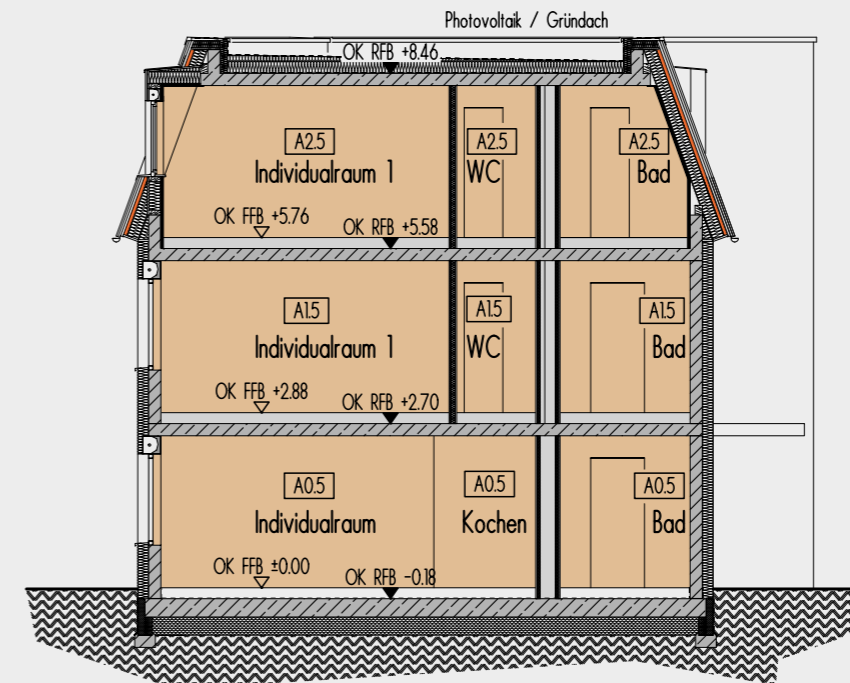 Photovoltaik / Gründach
OK RFB +8.46
A2.5 A2.5 A2.5
Individualraum 1 WC Bad
OK FFB +5.76 OK RFB +5.58
A1.5 A1.5 A1.5
Individualraum 1 WC Bad
OK FFB +2.88 OK RFB +2.70
A0.5 A0.5 A0.5
Individualraum Kochen Bad
OK FFB ±0.00 OK RFB -0.18